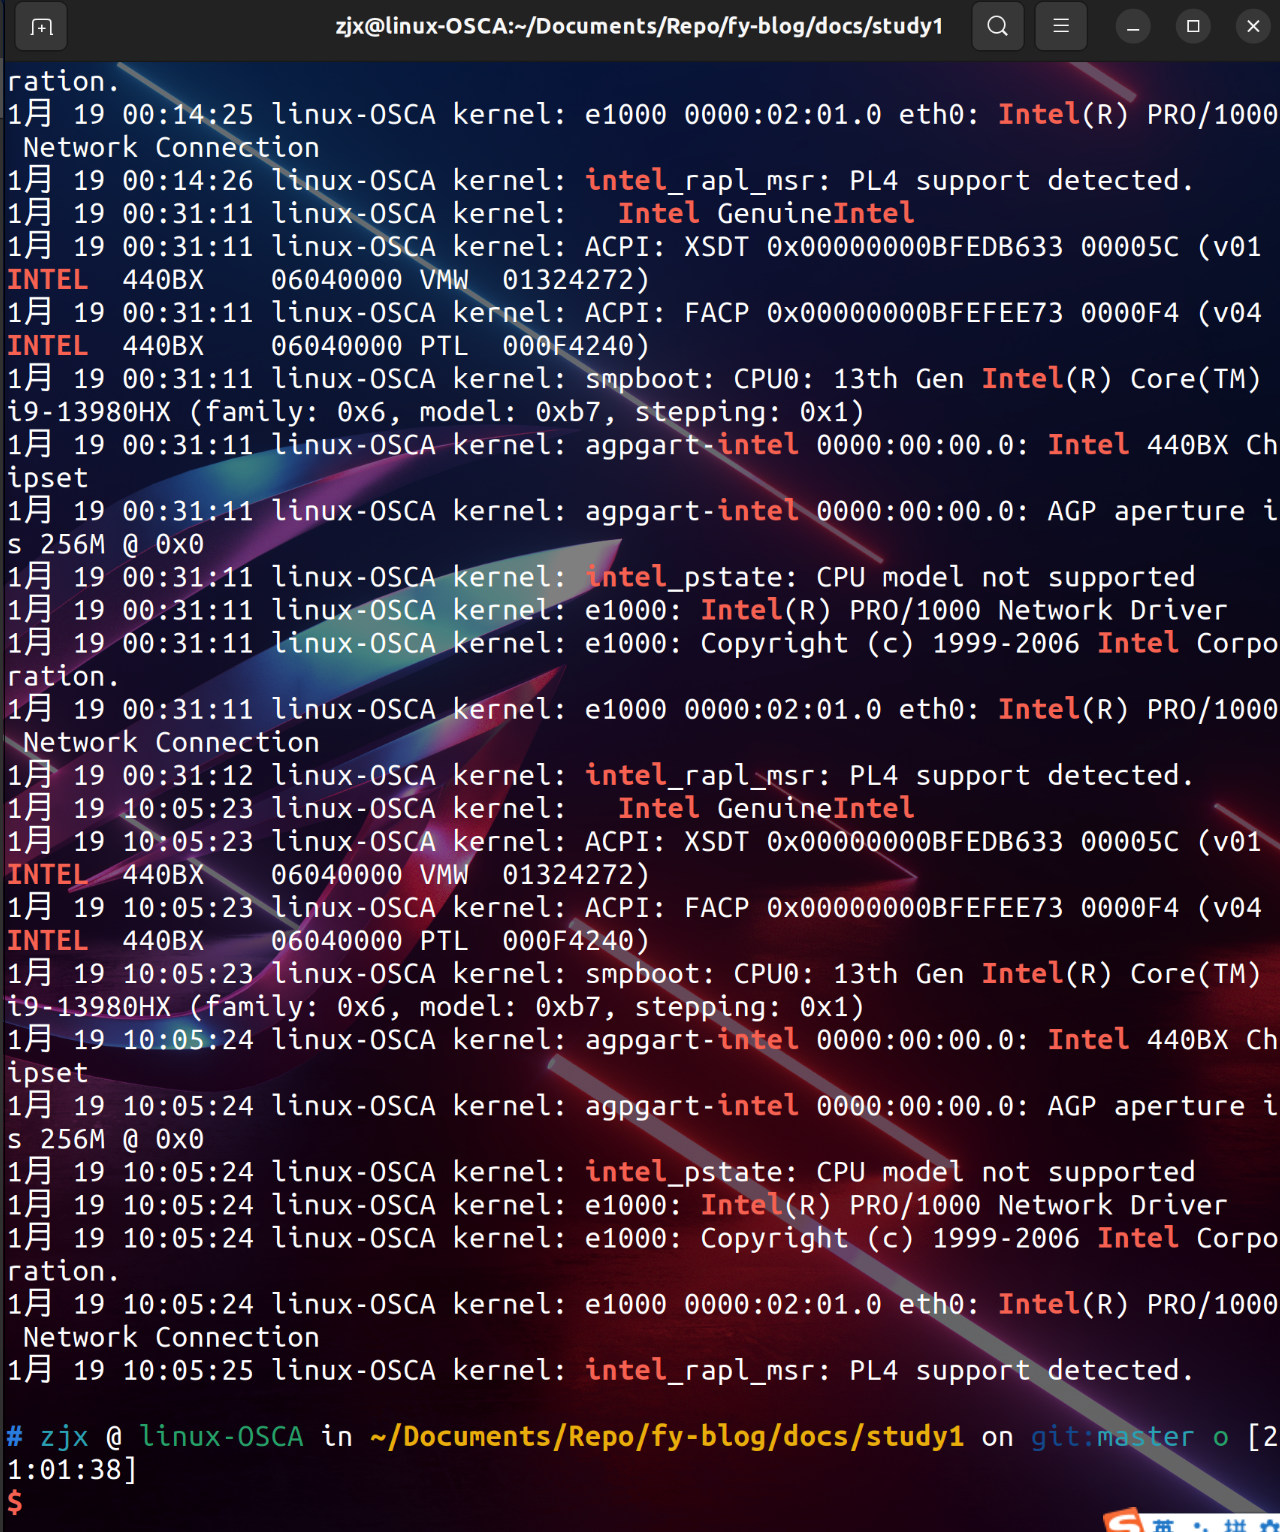 zjx@linux-OSCA:~/Documents/Repo/fy-blog/docs/study1
ration.
1月 19 00:14:25 linux-OSCA kernel: e1000 0000:02:01.0 eth0: Intel(R) PRO/1000
 Network Connection
1月 19 00:14:26 linux-OSCA kernel: intel_rapl_msr: PL4 support detected.
1月 19 00:31:11 linux-OSCA kernel:   Intel GenuineIntel
1月 19 00:31:11 linux-OSCA kernel: ACPI: XSDT 0x00000000BFEDB633 00005C (v01
INTEL  440BX    06040000 VMW  01324272)
1月 19 00:31:11 linux-OSCA kernel: ACPI: FACP 0x00000000BFEFEE73 0000F4 (v04
INTEL  440BX    06040000 PTL  000F4240)
1月 19 00:31:11 linux-OSCA kernel: smpboot: CPU0: 13th Gen Intel(R) Core(TM)
i9-13980HX (family: 0x6, model: 0xb7, stepping: 0x1)
1月 19 00:31:11 linux-OSCA kernel: agpgart-intel 0000:00:00.0: Intel 440BX Ch
ipset
1月 19 00:31:11 linux-OSCA kernel: agpgart-intel 0000:00:00.0: AGP aperture i
s 256M @ 0x0
1月 19 00:31:11 linux-OSCA kernel: intel_pstate: CPU model not supported
1月 19 00:31:11 linux-OSCA kernel: e1000: Intel(R) PRO/1000 Network Driver
1月 19 00:31:11 linux-OSCA kernel: e1000: Copyright (c) 1999-2006 Intel Corpo
ration.
1月 19 00:31:11 linux-OSCA kernel: e1000 0000:02:01.0 eth0: Intel(R) PRO/1000
 Network Connection
1月 19 00:31:12 linux-OSCA kernel: intel_rapl_msr: PL4 support detected.
1月 19 10:05:23 linux-OSCA kernel:   Intel GenuineIntel
1月 19 10:05:23 linux-OSCA kernel: ACPI: XSDT 0x00000000BFEDB633 00005C (v01
INTEL  440BX    06040000 VMW  01324272)
1月 19 10:05:23 linux-OSCA kernel: ACPI: FACP 0x00000000BFEFEE73 0000F4 (v04
INTEL  440BX    06040000 PTL  000F4240)
1月 19 10:05:23 linux-OSCA kernel: smpboot: CPU0: 13th Gen Intel(R) Core(TM)
i9-13980HX (family: 0x6, model: 0xb7, stepping: 0x1)
1月 19 10:05:24 linux-OSCA kernel: agpgart-intel 0000:00:00.0: Intel 440BX Ch
ipset
1月 19 10:05:24 linux-OSCA kernel: agpgart-intel 0000:00:00.0: AGP aperture i
s 256M @ 0x0
1月 19 10:05:24 linux-OSCA kernel: intel_pstate: CPU model not supported
1月 19 10:05:24 linux-OSCA kernel: e1000: Intel(R) PRO/1000 Network Driver
1月 19 10:05:24 linux-OSCA kernel: e1000: Copyright (c) 1999-2006 Intel Corpo
ration.
1月 19 10:05:24 linux-OSCA kernel: e1000 0000:02:01.0 eth0: Intel(R) PRO/1000
 Network Connection
1月 19 10:05:25 linux-OSCA kernel: intel_rapl_msr: PL4 support detected.
# zjx @ linux-OSCA in ~/Documents/Repo/fy-blog/docs/study1 on git:master o [2
1:01:38]
$
英 拼